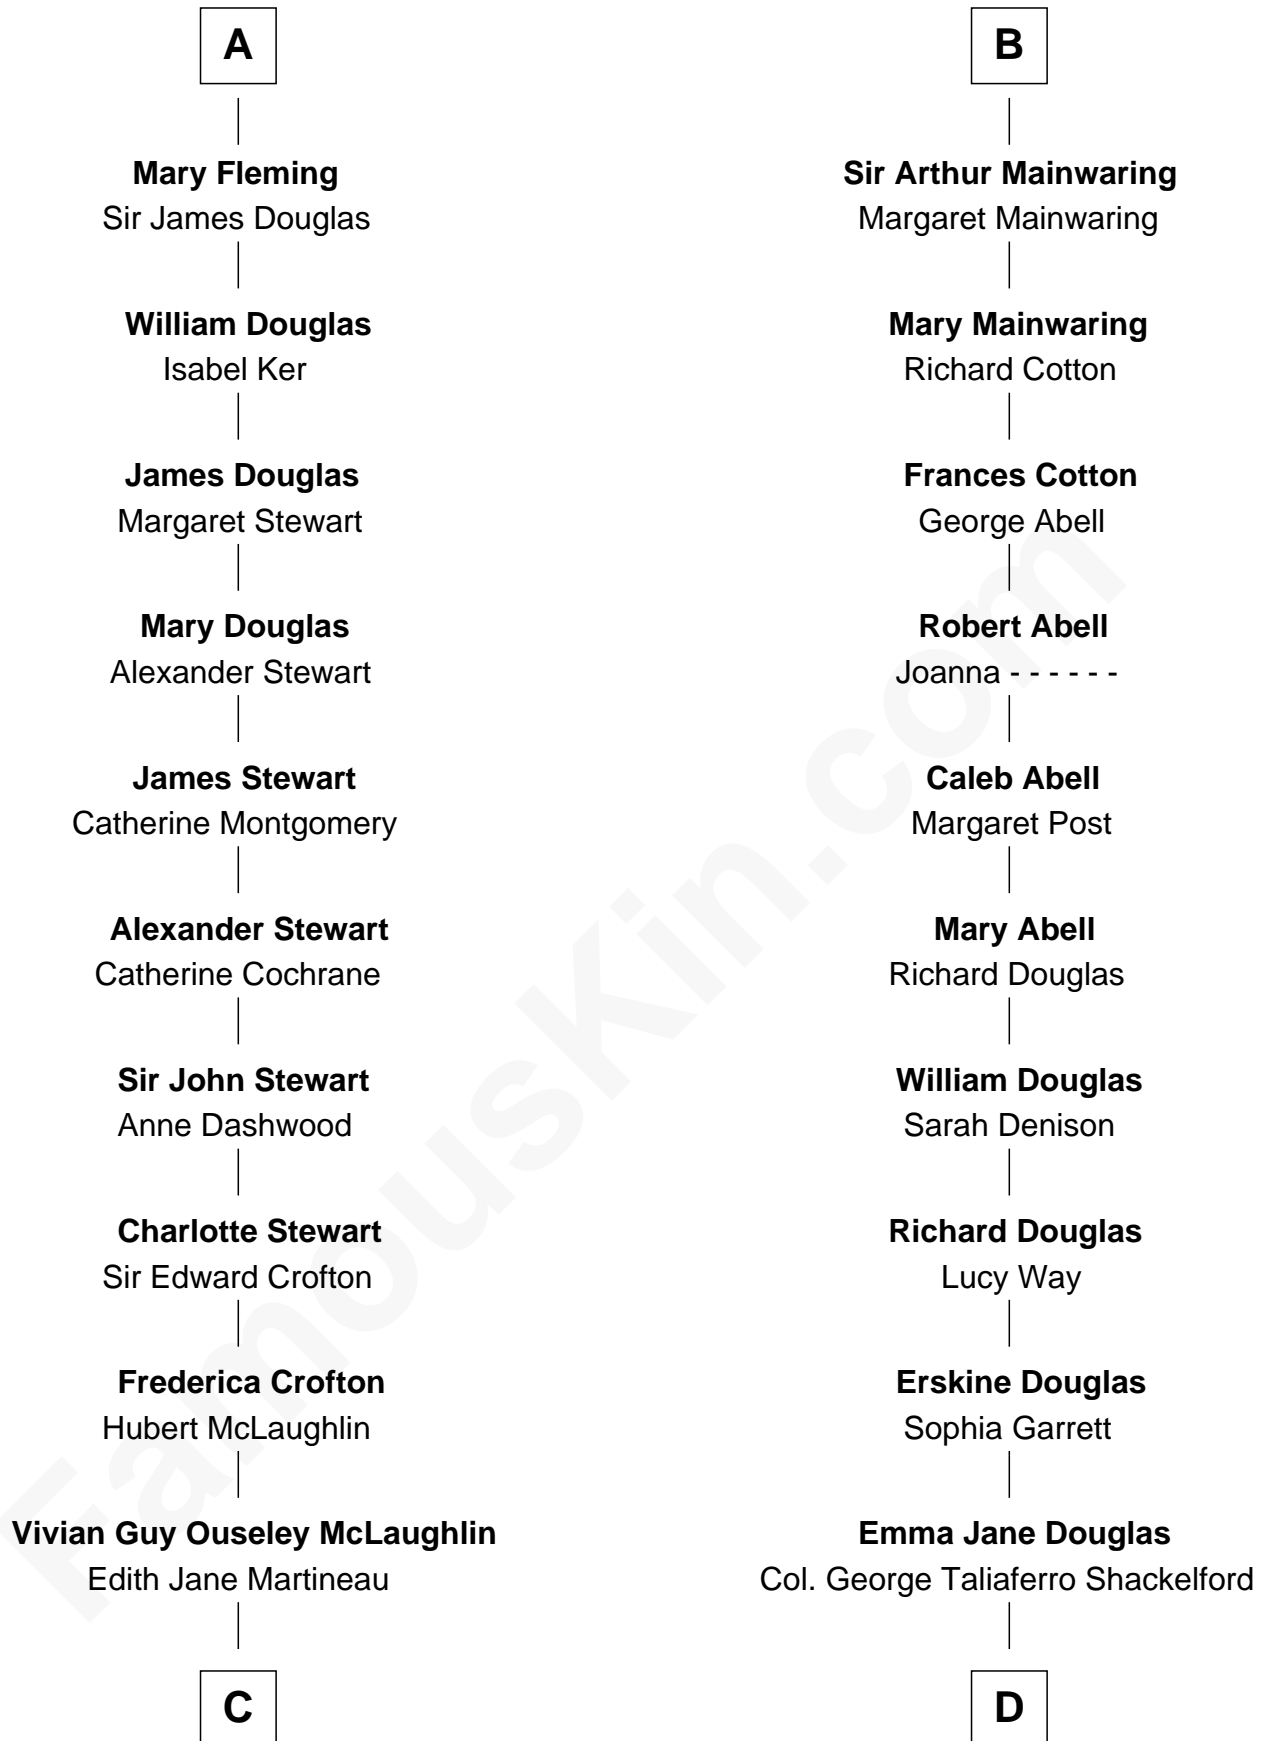 A
Mary Fleming
Sir James Douglas
William Douglas
Isabel Ker
James Douglas
Margaret Stewart
Mary Douglas
Alexander Stewart
James Stewart
Catherine Montgomery
Alexander Stewart
Catherine Cochrane
Sir John Stewart
Anne Dashwood
Charlotte Stewart
Sir Edward Crofton
Frederica Crofton
Hubert McLaughlin
Vivian Guy Ouseley McLaughlin
Edith Jane Martineau
C
B
Sir Arthur Mainwaring
Margaret Mainwaring
Mary Mainwaring
Richard Cotton
Frances Cotton
George Abell
Robert Abell
Joanna - - - - - -
Caleb Abell
Margaret Post
Mary Abell
Richard Douglas
William Douglas
Sarah Denison
Richard Douglas
Lucy Way
Erskine Douglas
Sophia Garrett
Emma Jane Douglas
Col. George Taliaferro Shackelford
D
FamousKin.com